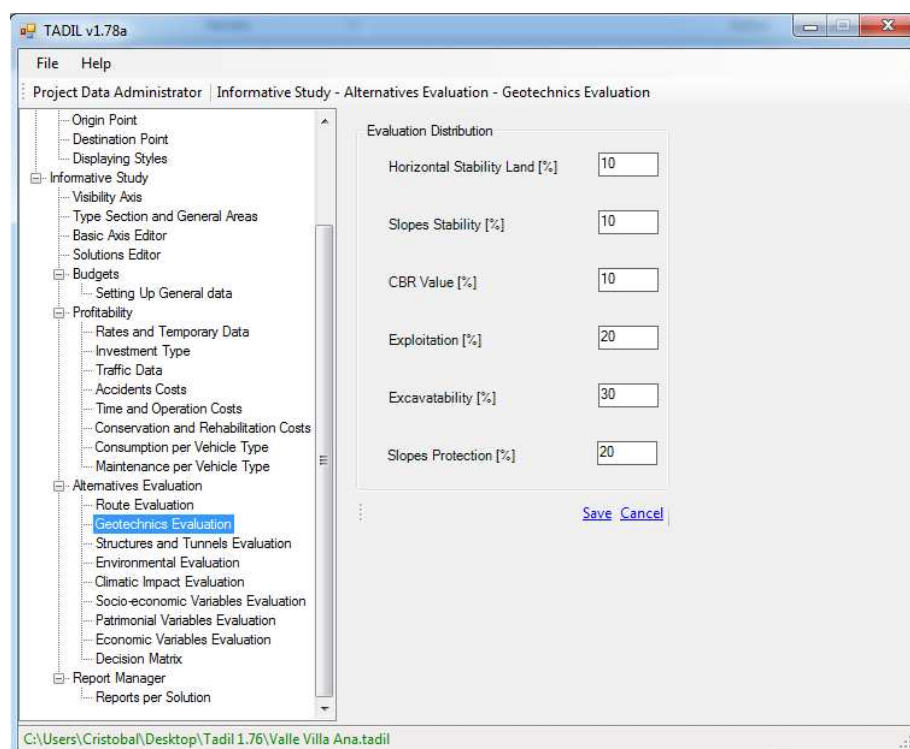 TADIL v1.78a
File Help
Project Data Administrator Informative Study - Alternatives Evaluation - Geotechnics Evaluation
Origin Point
Destination Point
Displaying Styles
Informative Study
Visibility Axis
Type Section and General Areas
Basic Axis Editor
Solutions Editor
Budgets
Setting Up General data
Profitability
Rates and Temporary Data
Investment Type
Traffic Data
Accidents Costs
Time and Operation Costs
Conservation and Rehabilitation Costs
Consumption per Vehicle Type
Maintenance per Vehicle Type
Alternatives Evaluation
Route Evaluation
Geotechnics Evaluation
Structures and Tunnels Evaluation
Environmental Evaluation
Climatic Impact Evaluation
Socio-economic Variables Evaluation
Patrimonial Variables Evaluation
Economic Variables Evaluation
Decision Matrix
Report Manager
Reports per Solution
Evaluation Distribution
Horizontal Stability Land [%] 10
Slopes Stability [%] 10
CBR Value [%] 10
Exploitation [%] 20
Excavatability [%] 30
Slopes Protection [%] 20
Save Cancel
C:\Users\Cristobal\Desktop\Tadil 1.76\Valle Villa Ana.tadil